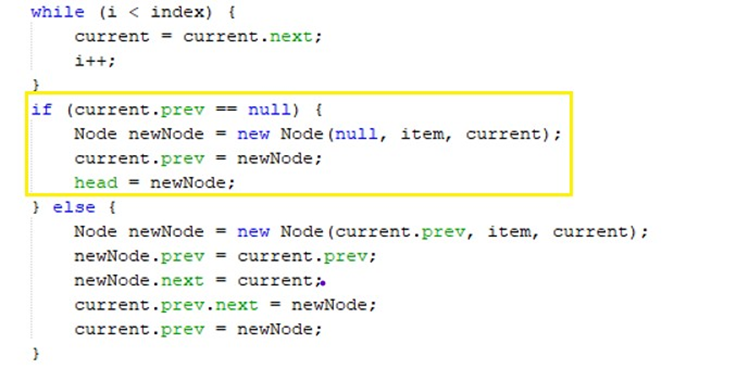 while (i < index) {
current = current.next;
i++;
}
if (current.prev == null) {
Node newNode = new Node(null, item, current);
current.prev = newNode;
head = newNode;
} else {
Node newNode = new Node(current.prev, item, current);
newNode.prev = current.prev;
newNode.next = current;
current.prev.next = newNode;
current.prev = newNode;
}